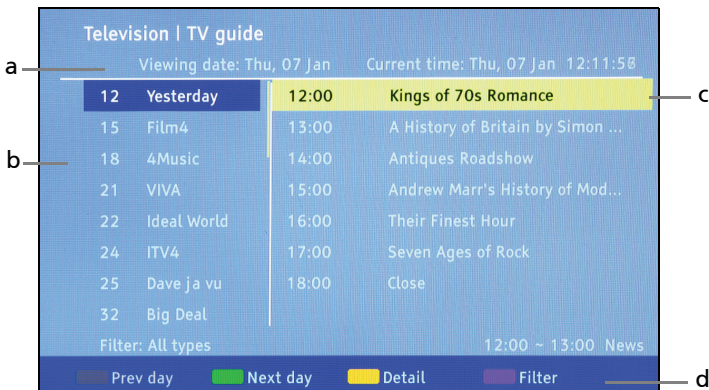 Television | TV guide
a
Viewing date: Thu, 07 Jan Current time: Thu, 07 Jan 12:11:56
12 Yesterday 12:00 Kings of 70s Romance
c
15 Film4 13:00 A History of Britain by Simon ...
b
18 4Music 14:00 Antiques Roadshow
21 VIVA 15:00 Andrew Marr's History of Mod...
22 Ideal World 16:00 Their Finest Hour
24 ITV4 17:00 Seven Ages of Rock
25 Dave ja vu 18:00 Close
32 Big Deal
Filter: All types 12:00 ~ 13:00 News
Prev day Next day Detail Filter
d